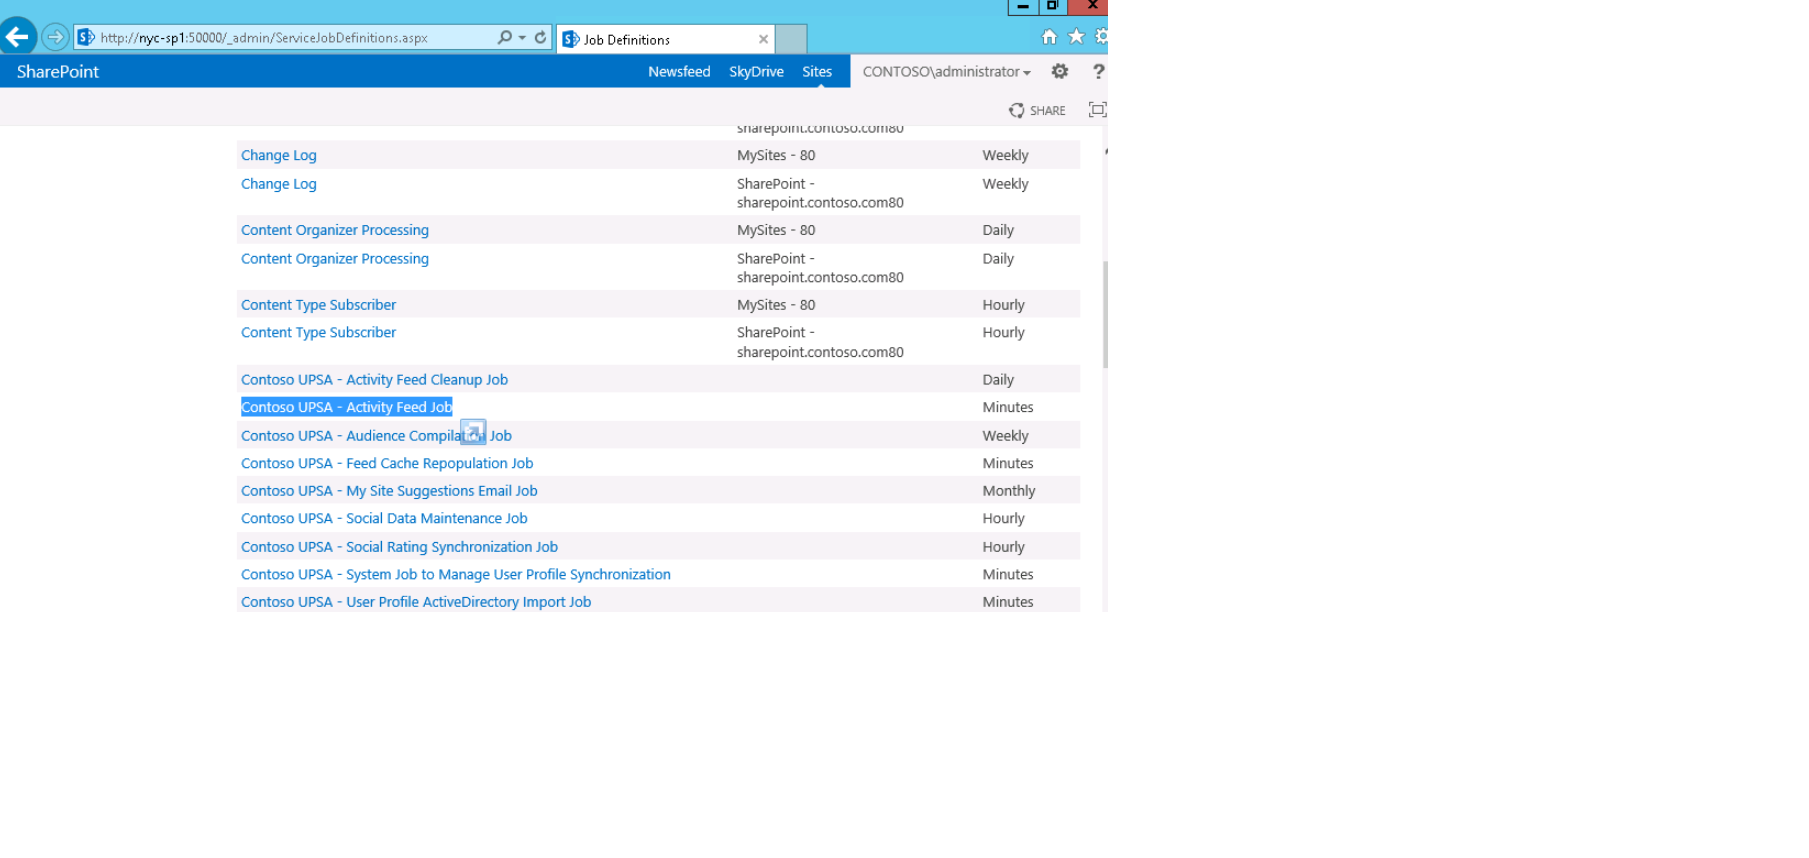 http://nyc-sp1:50000/_admin/ServiceJobDefinitions.aspx
Job Definitions
SharePoint
Newsfeed SkyDrive Sites CONTOSO\administrator ?
SHARE
sharepoint.contoso.com80
Change Log MySites - 80 Weekly
Change Log SharePoint - Weekly
sharepoint.contoso.com80
Content Organizer Processing MySites - 80 Daily
Content Organizer Processing SharePoint - Daily
sharepoint.contoso.com80
Content Type Subscriber MySites - 80 Hourly
Content Type Subscriber SharePoint - Hourly
sharepoint.contoso.com80
Contoso UPSA - Activity Feed Cleanup Job Daily
Contoso UPSA - Activity Feed Job Minutes
Contoso UPSA - Audience Compilation Job Weekly
Contoso UPSA - Feed Cache Repopulation Job Minutes
Contoso UPSA - My Site Suggestions Email Job Monthly
Contoso UPSA - Social Data Maintenance Job Hourly
Contoso UPSA - Social Rating Synchronization Job Hourly
Contoso UPSA - System Job to Manage User Profile Synchronization Minutes
Contoso UPSA - User Profile ActiveDirectory Import Job Minutes